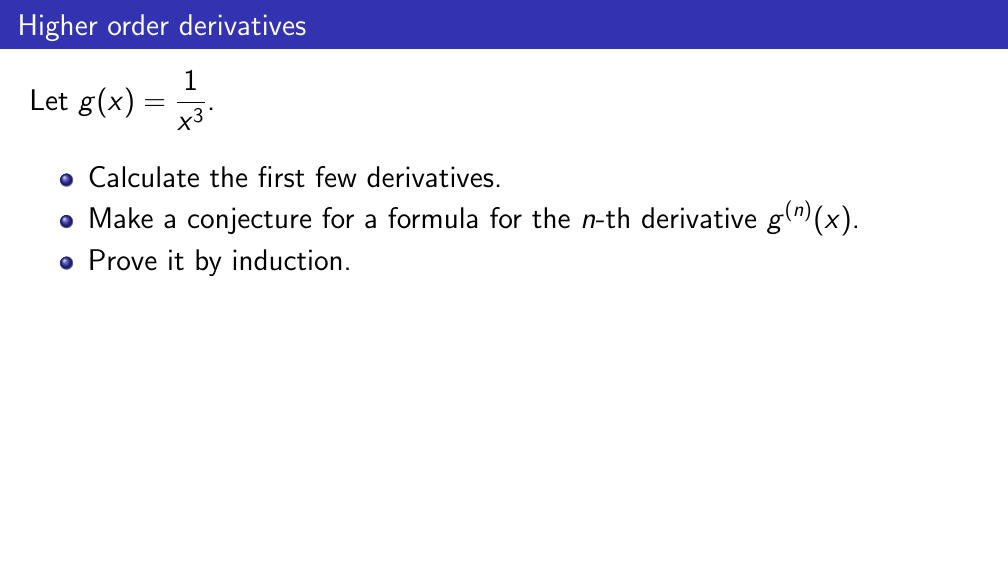 Higher order derivatives
Let g(x) = 1/x³.
Calculate the first few derivatives.
Make a conjecture for a formula for the n-th derivative g⁽ⁿ⁾(x).
Prove it by induction.